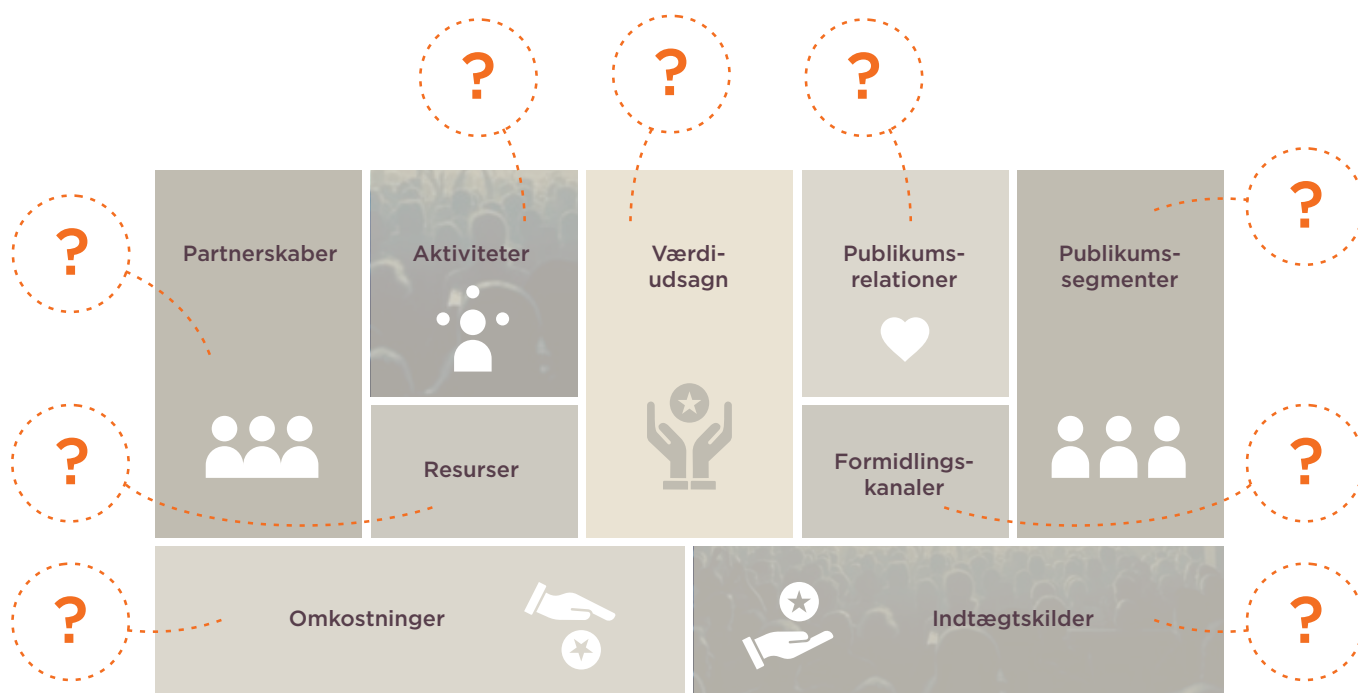 ?
?
?
?
?
Partnerskaber
Aktiviteter
Værdi-
udsagn
Publikums-
relationer
Publikums-
segmenter
?
Resurser
Formidlings-
kanaler
?
?
Omkostninger
Indtægtskilder
?